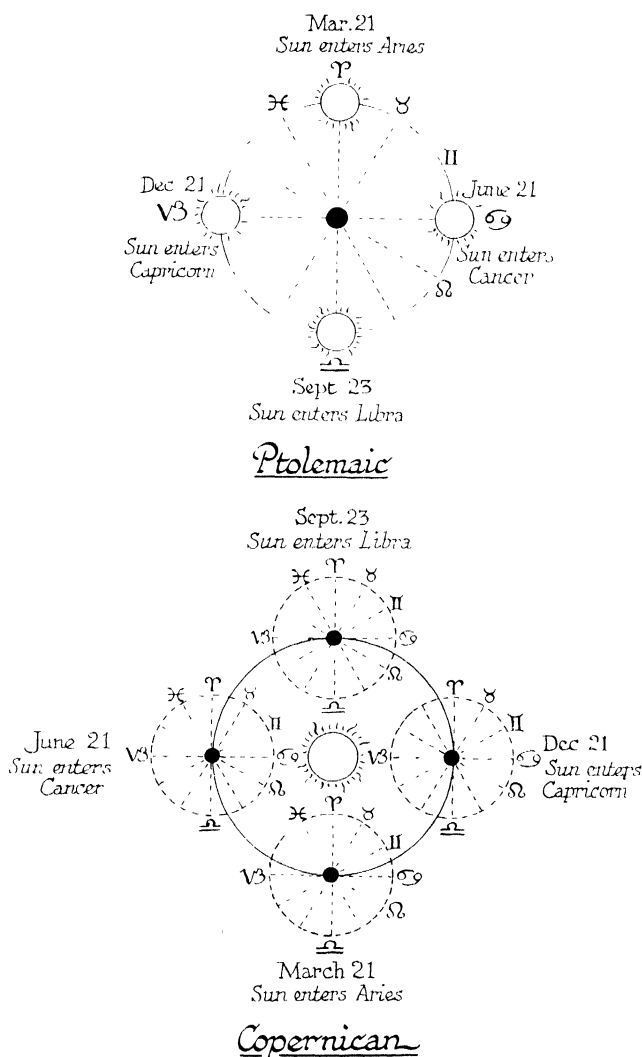 Mar. 21
Sun enters Aries
♈
♓ ♉
♊
Dec 21 June 21
♑ ♋
Sun enters Capricorn
Sun enters Cancer
♌
♎
Sept 23
Sun enters Libra
Ptolemaic
Sept. 23
Sun enters Libra
♓ ♈ ♉
♊
♑ ♋
♌
♎
June 21
Sun enters
Cancer
♓ ♈ ♉
♊
♑ ♋
♌
♎
♈ ♉
♊
♑ ♋
♌
♎
Dec 21
Sun enters
Capricorn
♓ ♈ ♉
♊
♑ ♋
♌
♎
March 21
Sun enters Aries
Copernican